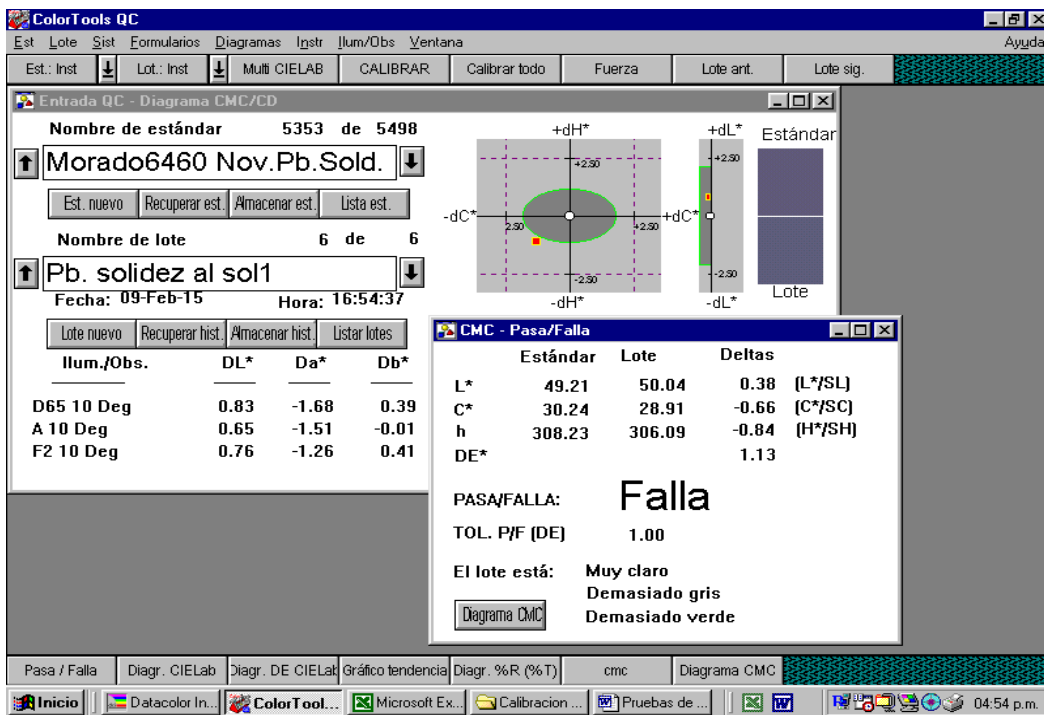 ColorTools QC
Est Lote Sist Formularios Diagramas Instr Ilum/Obs Ventana Ayuda
Est.: Inst Lot.: Inst Multi CIELAB CALIBRAR Calibrar todo Fuerza Lote ant. Lote sig.
Entrada QC - Diagrama CMC/CD
Nombre de estándar 5353 de 5498
Morado6460 Nov.Pb.Sold.
Est. nuevo Recuperar est. Almacenar est. Lista est.
Nombre de lote 6 de 6
Pb. solidez al sol1
Fecha: 09-Feb-15 Hora: 16:54:37
Lote nuevo Recuperar hist. Almacenar hist. Listar lotes
Ilum./Obs. DL* Da* Db*
D65 10 Deg 0.83 -1.68 0.39
A 10 Deg 0.65 -1.51 -0.01
F2 10 Deg 0.76 -1.26 0.41
+dH* +dL* Estándar
+2.50 +2.50
-dC* 2.50 +2.50 +dC*
-2.50 -2.50
-dH* -dL* Lote
CMC - Pasa/Falla
Estándar Lote Deltas
L* 49.21 50.04 0.38 (L*/SL)
C* 30.24 28.91 -0.66 (C*/SC)
h 308.23 306.09 -0.84 (H*/SH)
DE* 1.13
PASA/FALLA: Falla
TOL. P/F (DE) 1.00
El lote está: Muy claro
Demasiado gris
Diagrama CMC Demasiado verde
Pasa / Falla Diagr. CIELab Diagr. DE CIELab Gráfico tendencia Diagr. %R (%T) cmc Diagrama CMC
Inicio Datacolor In... ColorTool... Microsoft Ex... Calibracion ... Pruebas de ... 04:54 p.m.